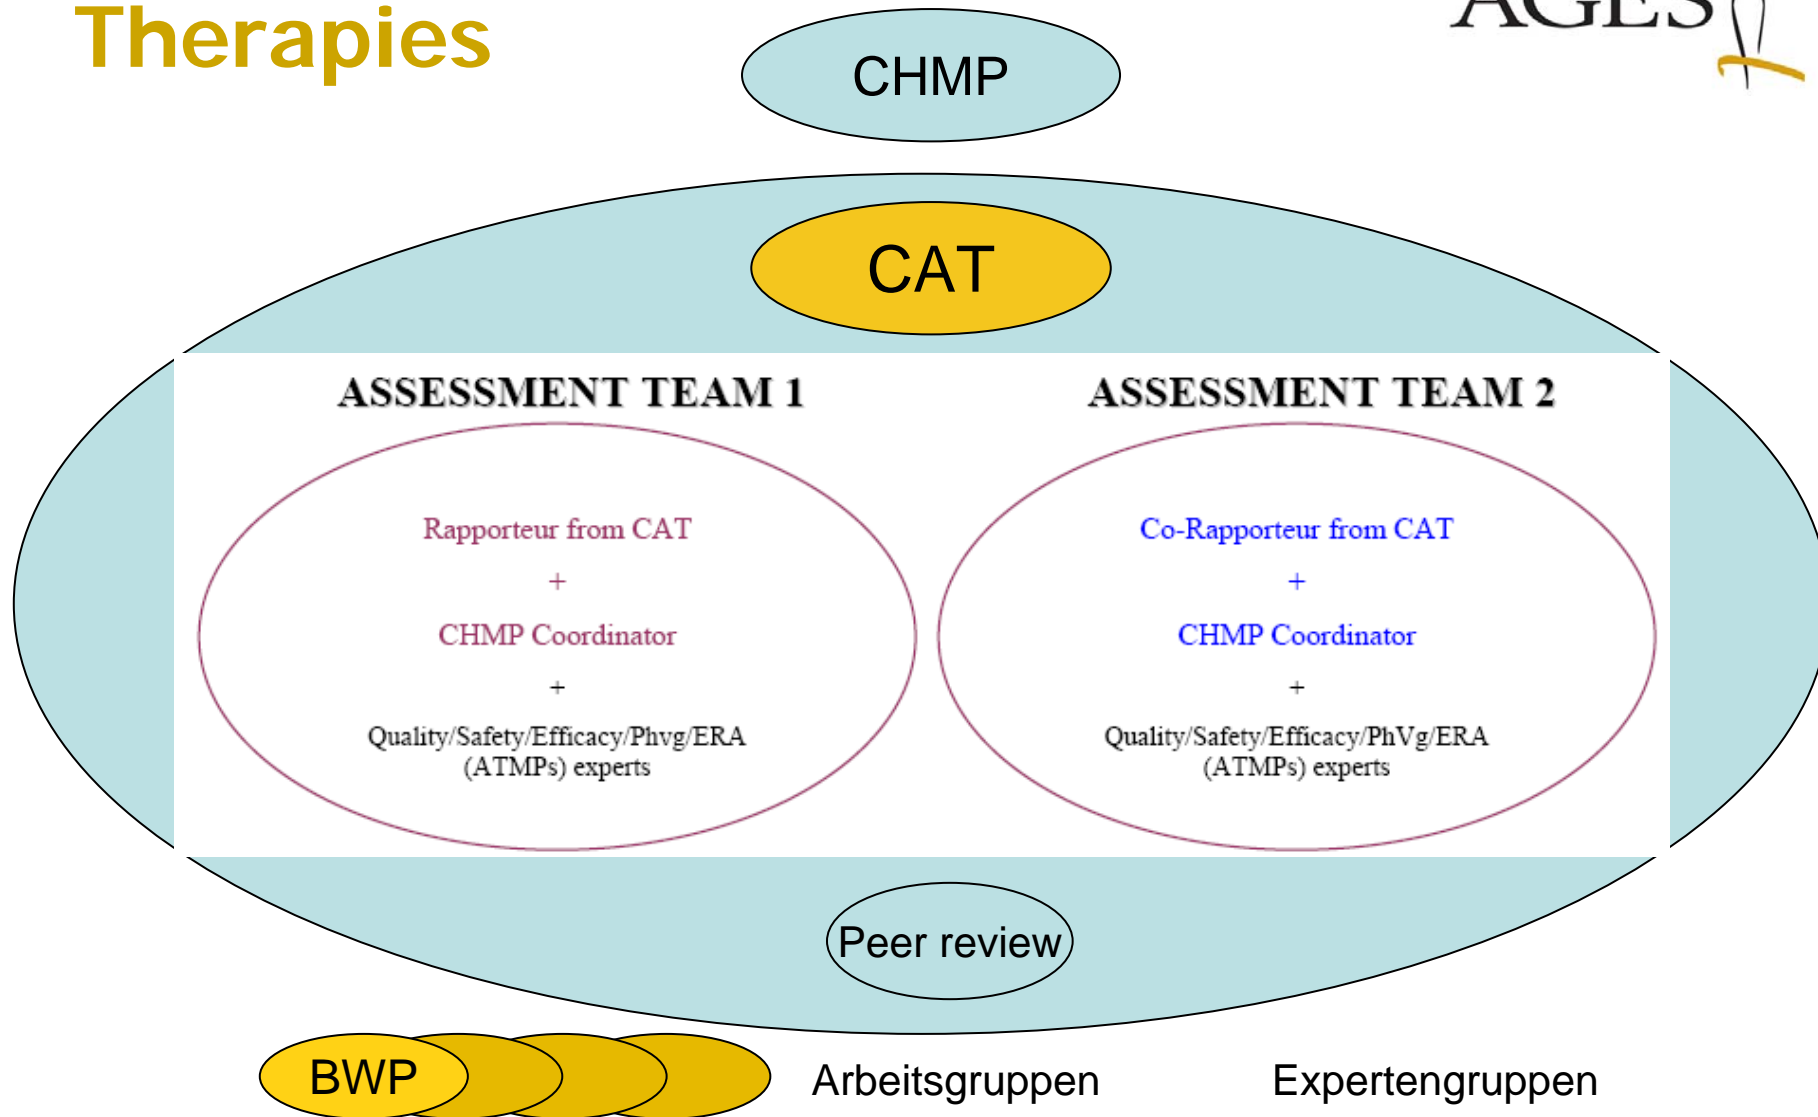 Therapies
AGES
CHMP
CAT
ASSESSMENT TEAM 1
Rapporteur from CAT
+
CHMP Coordinator
+
Quality/Safety/Efficacy/Phvg/ERA
(ATMPs) experts
ASSESSMENT TEAM 2
Co-Rapporteur from CAT
+
CHMP Coordinator
+
Quality/Safety/Efficacy/PhVg/ERA
(ATMPs) experts
Peer review
BWP
Arbeitsgruppen
Expertengruppen